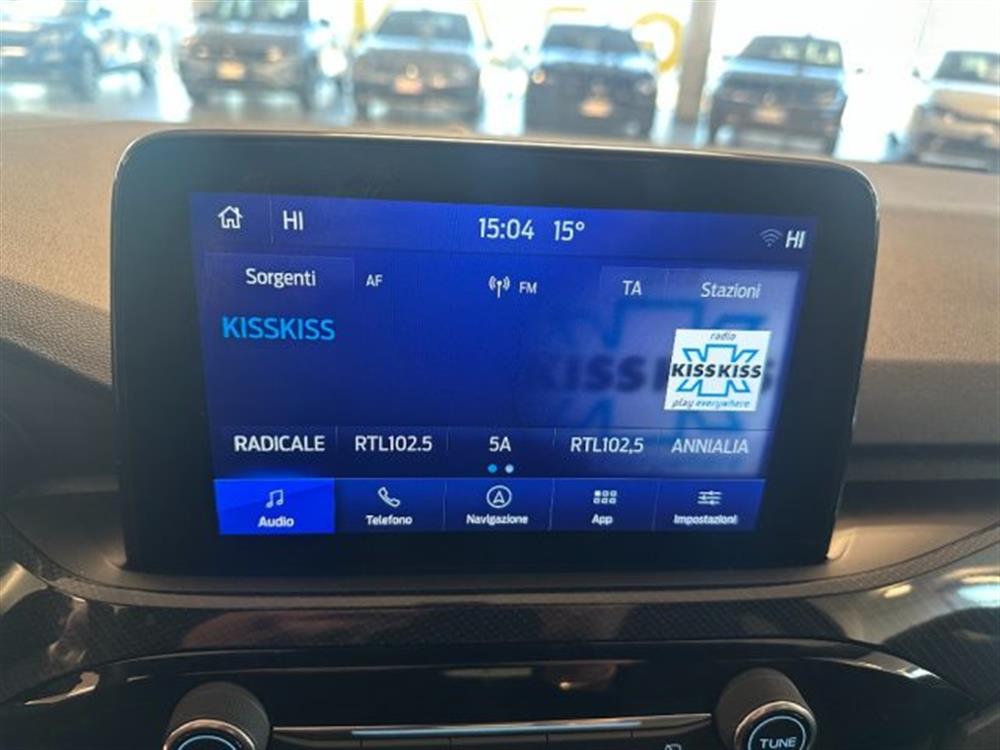 HI 15:04 15° HI
Sorgenti AF FM TA Stazioni
KISSKISS
radio
KISSKISS
play everywhere
RADICALE RTL102.5 5A RTL102,5 ANNIALIA
Audio Telefono Navigazione App Impostazioni
TUNE